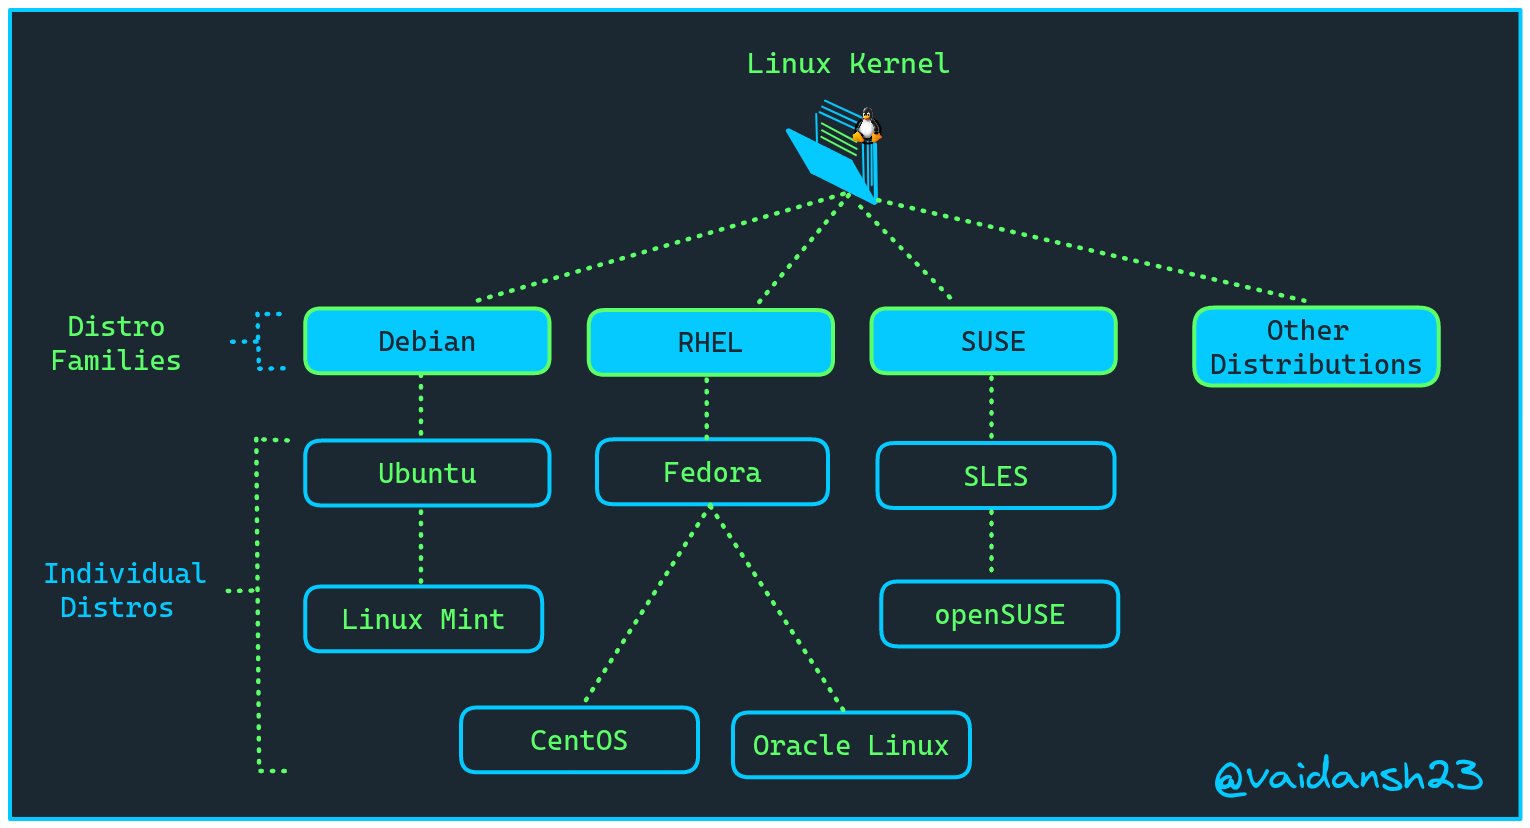 Linux Kernel
Distro
Families
Debian
RHEL
SUSE
Other
Distributions
Ubuntu
Fedora
SLES
Individual
Distros
Linux Mint
openSUSE
CentOS
Oracle Linux
@vaidansh23